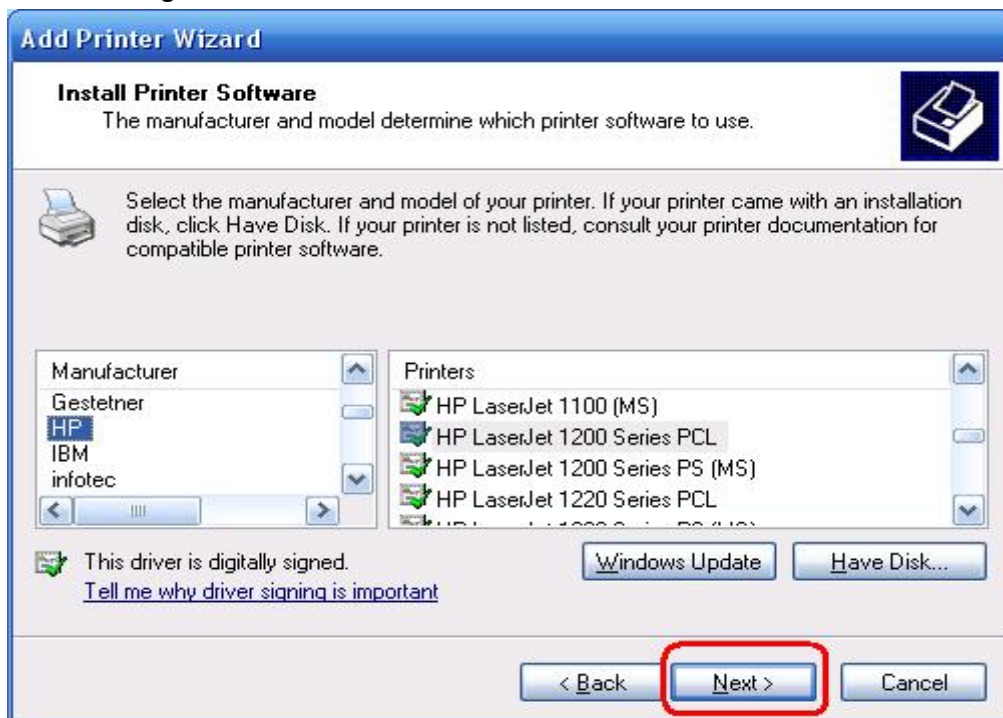 Add Printer Wizard
Install Printer Software
The manufacturer and model determine which printer software to use.
Select the manufacturer and model of your printer. If your printer came with an installation
disk, click Have Disk. If your printer is not listed, consult your printer documentation for
compatible printer software.
Manufacturer
Gestetner
HP
IBM
infotec
Printers
HP LaserJet 1100 (MS)
HP LaserJet 1200 Series PCL
HP LaserJet 1200 Series PS (MS)
HP LaserJet 1220 Series PCL
This driver is digitally signed.
Tell me why driver signing is important
Windows Update
Have Disk...
< Back
Next >
Cancel